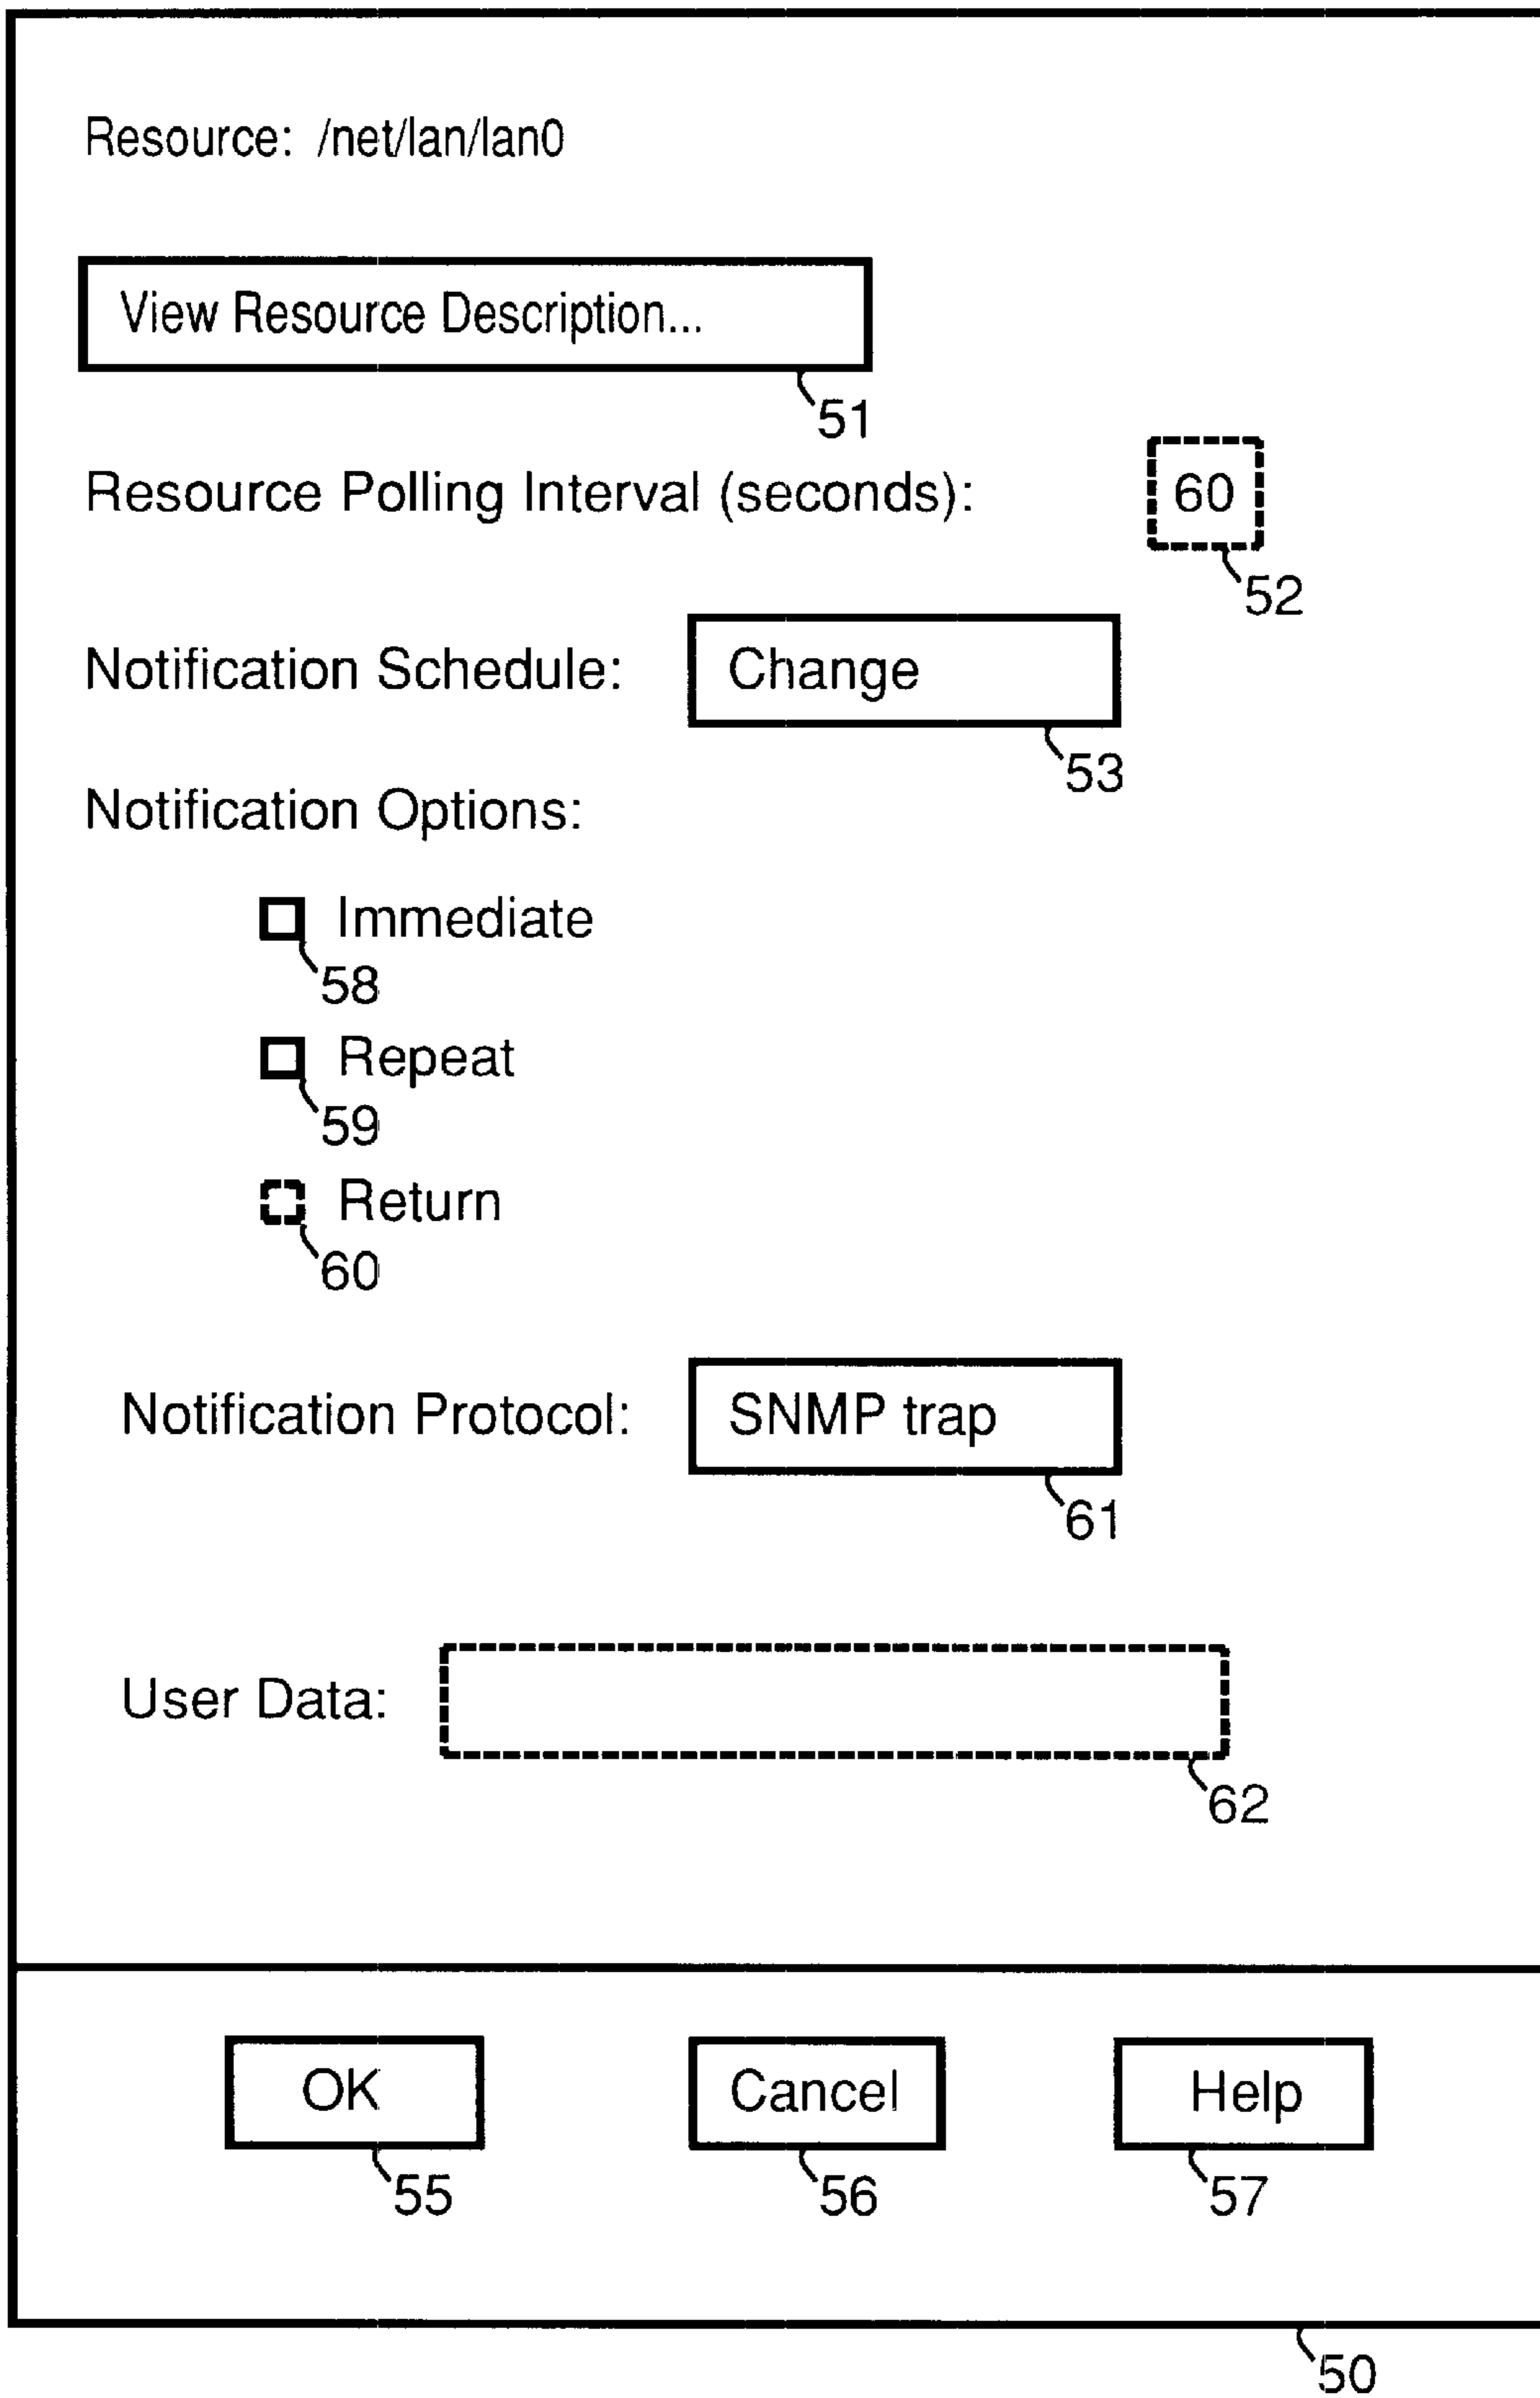 Resource: /net/lan/lan0
View Resource Description...
51
Resource Polling Interval (seconds): 60
52
Notification Schedule: Change
53
Notification Options:
Immediate
58
Repeat
59
Return
60
Notification Protocol: SNMP trap
61
User Data:
62
OK Cancel Help
55 56 57
50